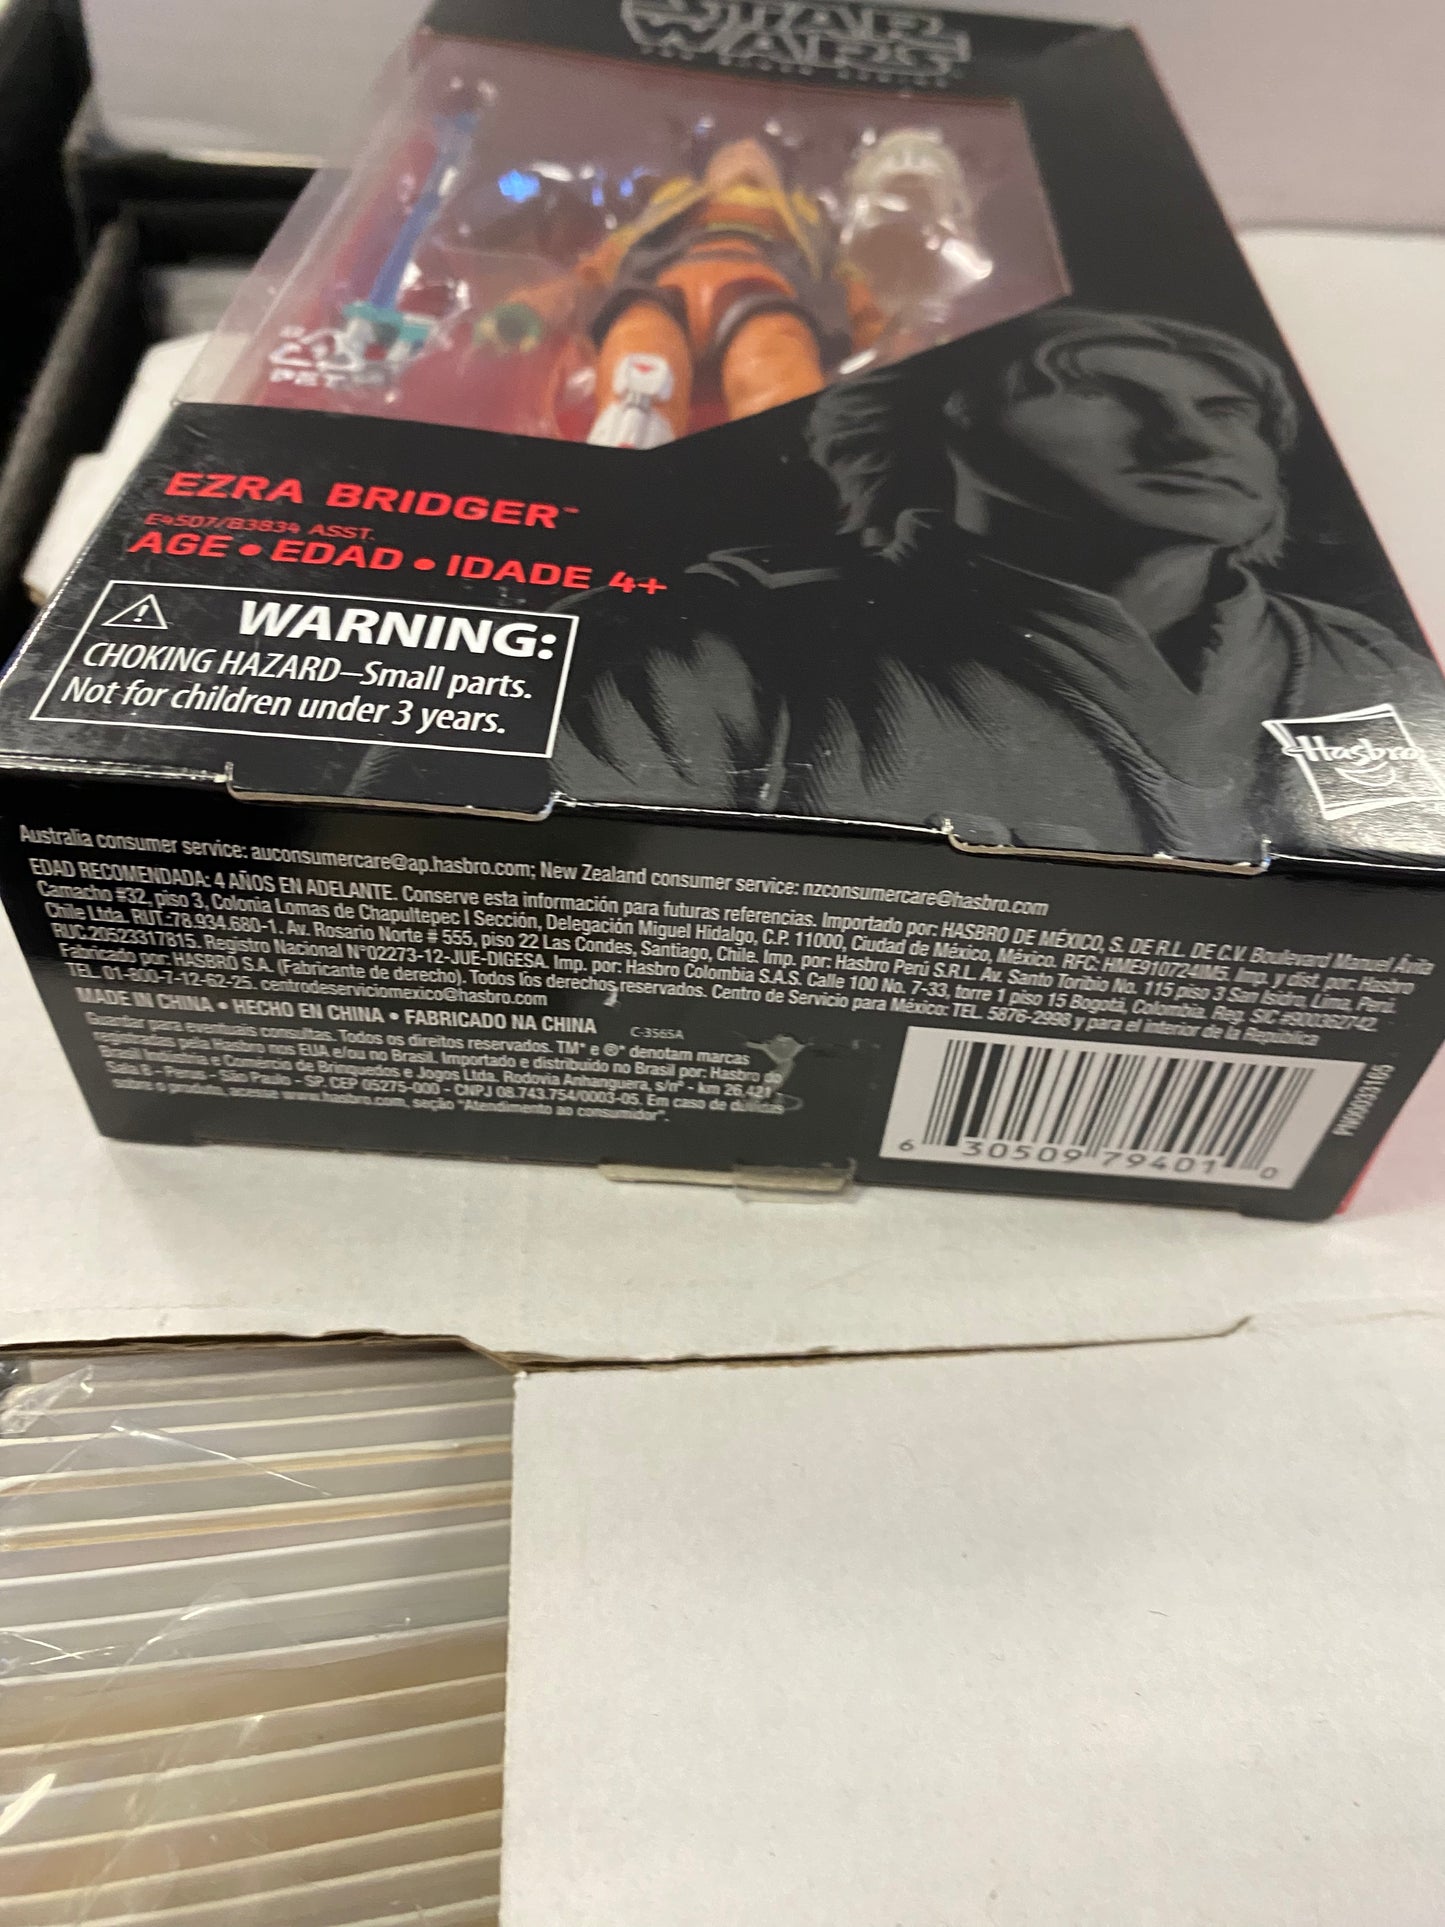 STAR
WARS
THE BLACK SERIES
PET
EZRA BRIDGER™
E4507/B3834 ASST.
AGE • EDAD • IDADE 4+
WARNING:
CHOKING HAZARD—Small parts.
Not for children under 3 years.
Hasbro
Australia consumer service: auconsumercare@ap.hasbro.com; New Zealand consumer service: nzconsumercare@hasbro.com
EDAD RECOMENDADA: 4 AÑOS EN ADELANTE. Conserve esta información para futuras referencias. Importado por: HASBRO DE MÉXICO, S. DE R.L. DE C.V. Boulevard Manuel Ávila
Camacho #32, piso 3, Colonia Lomas de Chapultepec I Sección, Delegación Miguel Hidalgo, C.P. 11000, Ciudad de México, México. RFC: HME910724IM5. Imp. y dist. por: Hasbro
Chile Ltda. RUT.:78.934.680-1. Av. Rosario Norte # 555, piso 22 Las Condes, Santiago, Chile. Imp. por: Hasbro Perú S.R.L. Av. Santo Toribio No. 115 piso 3 San Isidro, Lima, Perú.
RUC.20523317815. Registro Nacional N°02273-12-JUE-DIGESA. Imp. por: Hasbro Colombia S.A.S. Calle 100 No. 7-33, torre 1 piso 15 Bogotá, Colombia. Reg. SIC #900362742.
Fabricado por: HASBRO S.A. (Fabricante de derecho). Todos los derechos reservados. Centro de Servicio para México: TEL. 5876-2998 y para el interior de la República
TEL. 01-800-7-12-62-25. centrodeserviciomexico@hasbro.com
MADE IN CHINA • HECHO EN CHINA • FABRICADO NA CHINA
C-3565A
Guardar para eventuais consultas. Todos os direitos reservados. TM* e ®* denotam marcas
registradas pela Hasbro nos EUA e/ou no Brasil. Importado e distribuído no Brasil por: Hasbro do
Brasil Indústria e Comércio de Brinquedos e Jogos Ltda. Rodovia Anhanguera, s/nº - km 26.421,
Sala 8 - Perus - São Paulo - SP. CEP 05275-000 - CNPJ 08.743.754/0003-05. Em caso de dúvidas
sobre o produto, acesse www.hasbro.com, seção "Atendimento ao consumidor".
6 30509 79401 0
PN00033165